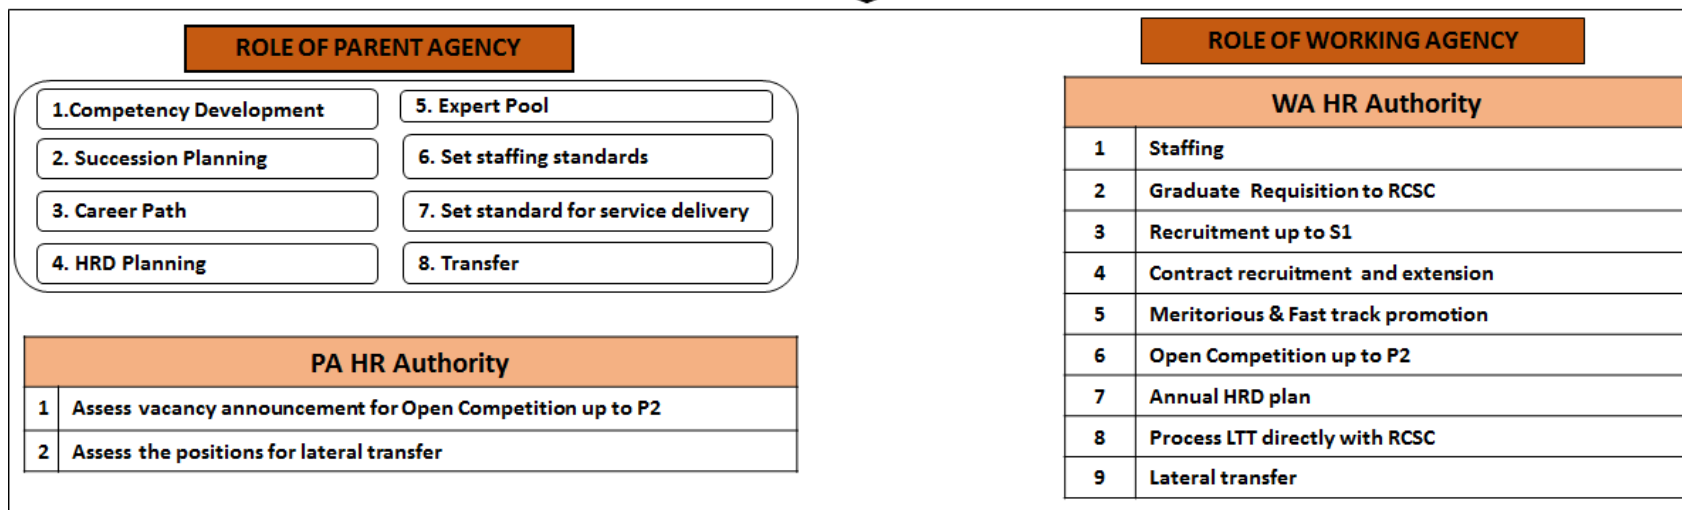 ROLE OF PARENT AGENCY
1.Competency Development
2. Succession Planning
3. Career Path
4. HRD Planning
5. Expert Pool
6. Set staffing standards
7. Set standard for service delivery
8. Transfer
PA HR Authority
1 Assess vacancy announcement for Open Competition up to P2
2 Assess the positions for lateral transfer
ROLE OF WORKING AGENCY
WA HR Authority
1 Staffing
2 Graduate Requisition to RCSC
3 Recruitment up to S1
4 Contract recruitment and extension
5 Meritorious & Fast track promotion
6 Open Competition up to P2
7 Annual HRD plan
8 Process LTT directly with RCSC
9 Lateral transfer